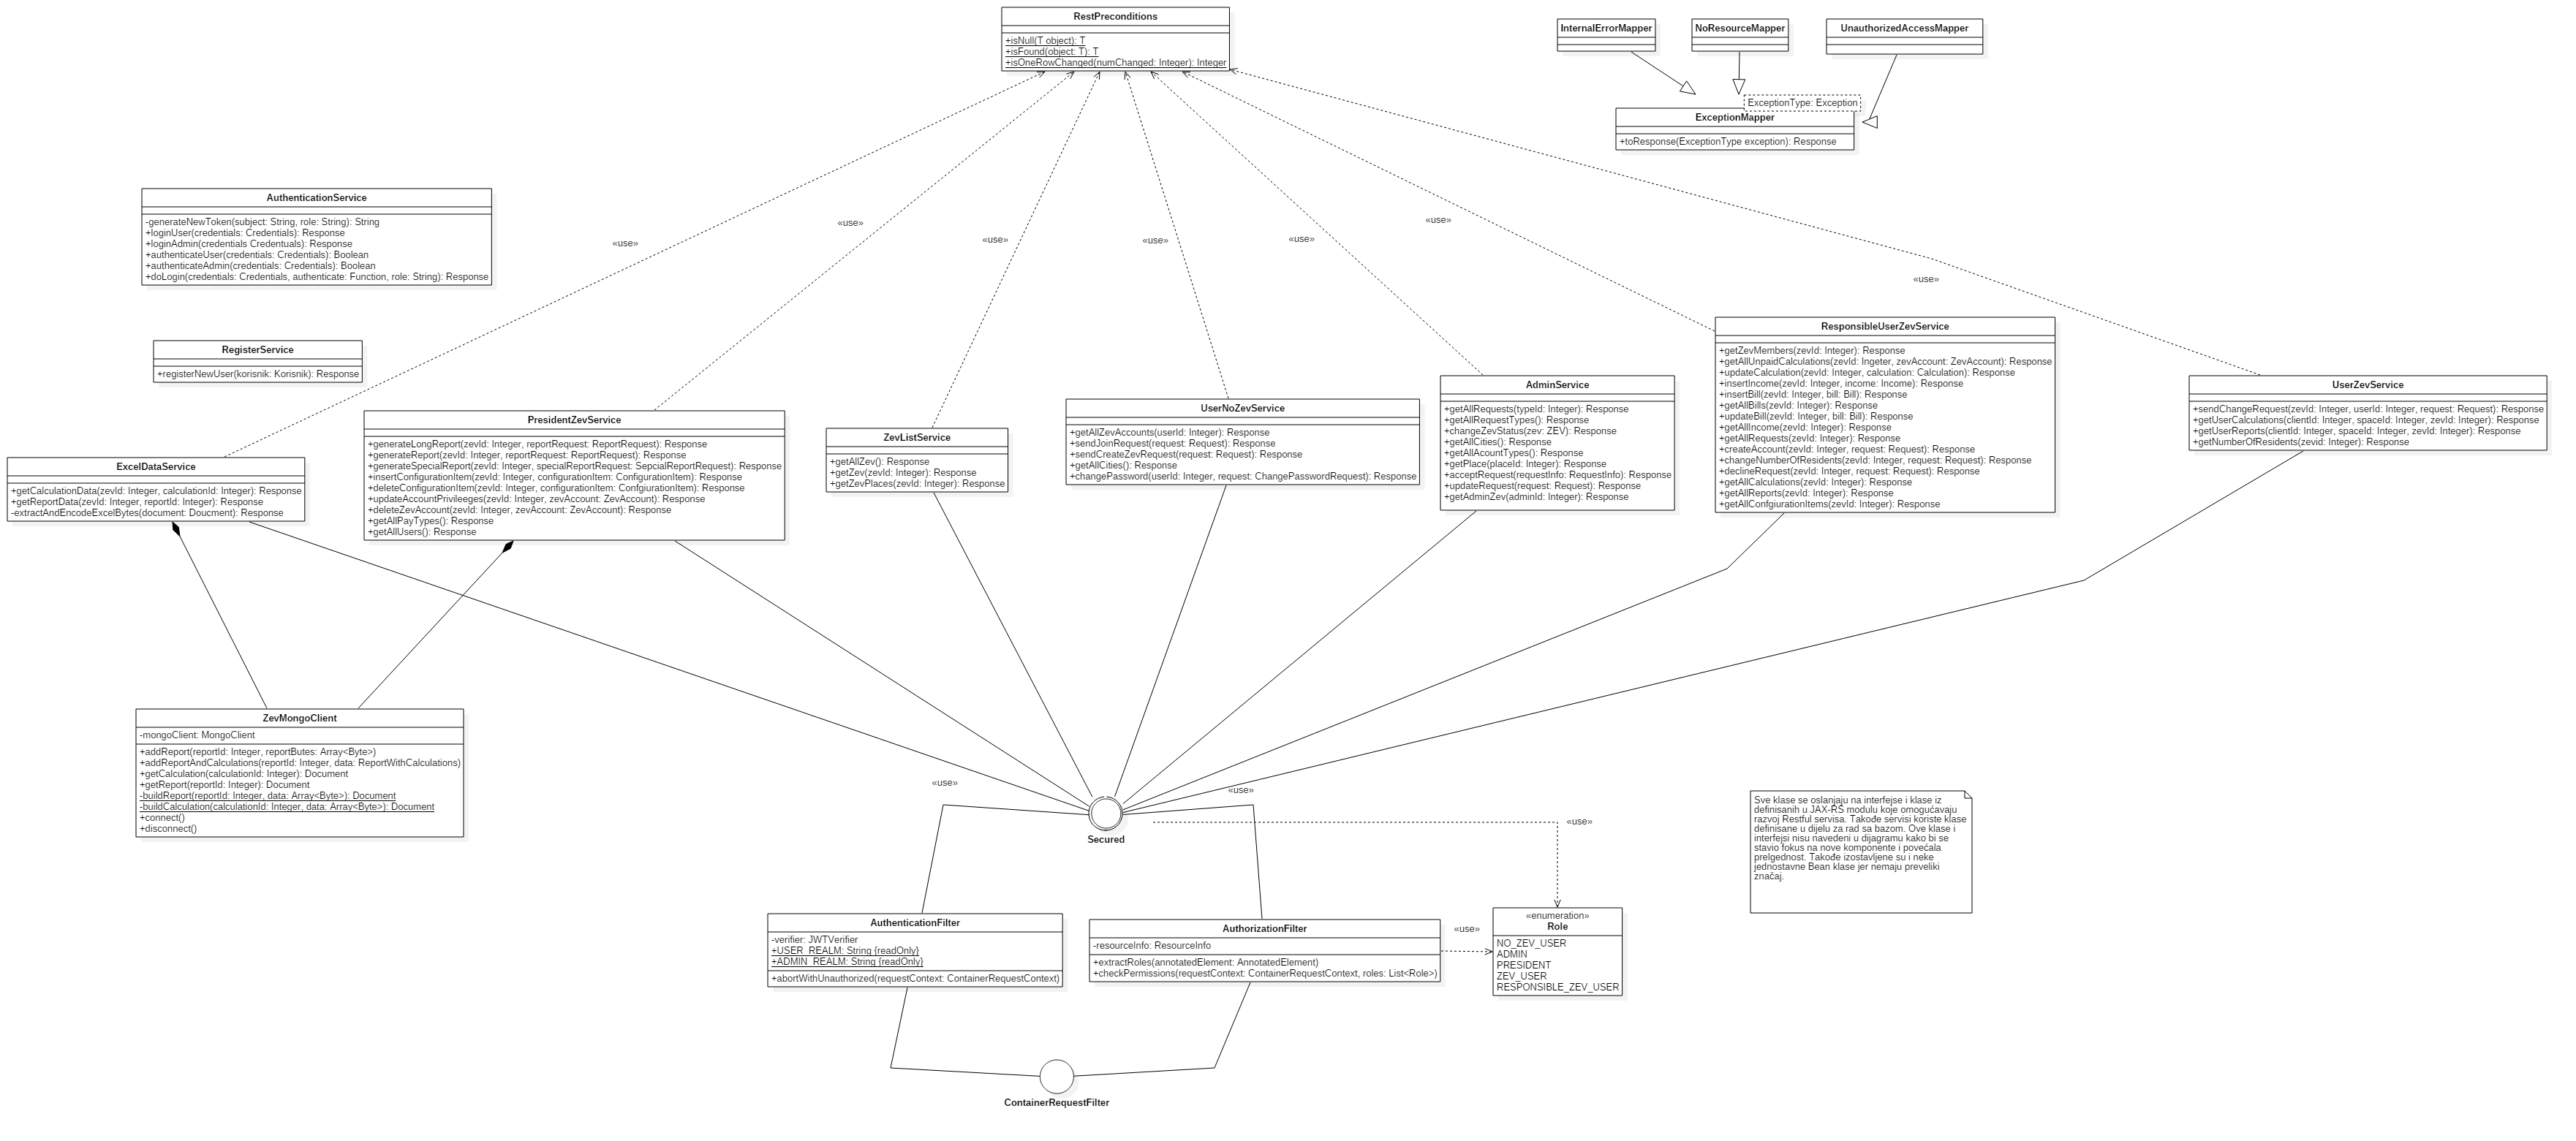 RestPreconditions
+isNull(T object): T
+isFound(object: T): T
+isOneRowChanged(numChanged: Integer): Integer
InternalErrorMapper
NoResourceMapper
UnauthorizedAccessMapper
ExceptionType: Exception
ExceptionMapper
+toResponse(ExceptionType exception): Response
AuthenticationService
-generateNewToken(subject: String, role: String): String
+loginUser(credentials: Credentials): Response
+loginAdmin(credentials Credentuals): Response
+authenticateUser(credentials: Credentials): Boolean
+authenticateAdmin(credentials: Credentials): Boolean
+doLogin(credentials: Credentials, authenticate: Function, role: String): Response
«use»
«use»
«use»
«use»
«use»
«use»
«use»
RegisterService
+registerNewUser(korisnik: Korisnik): Response
ExcelDataService
+getCalculationData(zevId: Integer, calculationId: Integer): Response
+getReportData(zevId: Integer, reportId: Integer): Response
-extractAndEncodeExcelBytes(document: Doucment): Response
PresidentZevService
+generateLongReport(zevId: Integer, reportRequest: ReportRequest): Response
+generateReport(zevId: Integer, reportRequest: ReportRequest): Response
+generateSpecialReport(zevId: Integer, specialReportRequest: SepcialReportRequest): Response
+insertConfigurationItem(zevId: Integer, configurationItem: ConfigurationItem): Response
+deleteConfigurationItem(zevId: Integer, configurationItem: ConfgiurationItem): Response
+updateAccountPrivileeges(zevId: Integer, zevAccount: ZevAccount): Response
+deleteZevAccount(zevId: Integer, zevAccount: ZevAccount): Response
+getAllPayTypes(): Response
+getAllUsers(): Response
ZevListService
+getAllZev(): Response
+getZev(zevId: Integer): Response
+getZevPlaces(zevId: Integer): Response
UserNoZevService
+getAllZevAccounts(userId: Integer): Response
+sendJoinRequest(request: Request): Response
+sendCreateZevRequest(request: Request): Response
+getAllCities(): Response
+changePassword(userId: Integer, request: ChangePasswordRequest): Response
AdminService
+getAllRequests(typeId: Integer): Response
+getAllRequestTypes(): Response
+changeZevStatus(zev: ZEV): Response
+getAllCities(): Response
+getAllAcountTypes(): Response
+getPlace(placeId: Integer): Response
+acceptRequest(requestInfo: RequestInfo): Response
+updateRequest(request: Request): Response
+getAdminZev(adminId: Integer): Response
ResponsibleUserZevService
+getZevMembers(zevId: Integer): Response
+getAllUnpaidCalculations(zevId: Ingeter, zevAccount: ZevAccount): Response
+updateCalculation(zevId: Integer, calculation: Calculation): Response
+insertIncome(zevId: Integer, income: Income): Response
+insertBill(zevId: Integer, bill: Bill): Response
+getAllBills(zevId: Integer): Response
+updateBill(zevId: Integer, bill: Bill): Response
+getAllIncome(zevId: Integer): Response
+getAllRequests(zevId: Integer): Response
+createAccount(zevId: Integer, request: Request): Response
+changeNumberOfResidents(zevId: Integer, request: Request): Response
+declineRequest(zevId: Integer, request: Request): Response
+getAllCalculations(zevId: Integer): Response
+getAllReports(zevId: Integer): Response
+getAllConfgiurationItems(zevId: Integer): Response
UserZevService
+sendChangeRequest(zevId: Integer, userId: Integer, request: Request): Response
+getUserCalculations(clientId: Integer, spaceId: Integer, zevId: Integer): Response
+getUserReports(clientId: Integer, spaceId: Integer, zevId: Integer): Response
+getNumberOfResidents(zevid: Integer): Response
ZevMongoClient
-mongoClient: MongoClient
+addReport(reportId: Integer, reportButes: Array<Byte>)
+addReportAndCalculations(reportId: Integer, data: ReportWithCalculations)
+getCalculation(calculationId: Integer): Document
+getReport(reportId: Integer): Document
-buildReport(reportId: Integer, data: Array<Byte>): Document
-buildCalculation(calculationId: Integer, data: Array<Byte>): Document
+connect()
+disconnect()
«use»
«use»
Secured
«use»
Sve klase se oslanjaju na interfejse i klase iz
definisanih u JAX-RS modulu koje omogućavaju
razvoj Restful servisa. Takođe servisi koriste klase
definisane u dijelu za rad sa bazom. Ove klase i
interfejsi nisu navedeni u dijagramu kako bi se
stavio fokus na nove komponente i povećala
prelgednost. Takođe izostavljene su i neke
jednostavne Bean klase jer nemaju preveliki
značaj.
AuthenticationFilter
-verifier: JWTVerifier
+USER_REALM: String {readOnly}
+ADMIN_REALM: String {readOnly}
+abortWithUnauthorized(requestContext: ContainerRequestContext)
AuthorizationFilter
-resourceInfo: ResourceInfo
+extractRoles(annotatedElement: AnnotatedElement)
+checkPermissions(requestContext: ContainerRequestContext, roles: List<Role>)
«use»
«enumeration»
Role
NO_ZEV_USER
ADMIN
PRESIDENT
ZEV_USER
RESPONSIBLE_ZEV_USER
ContainerRequestFilter